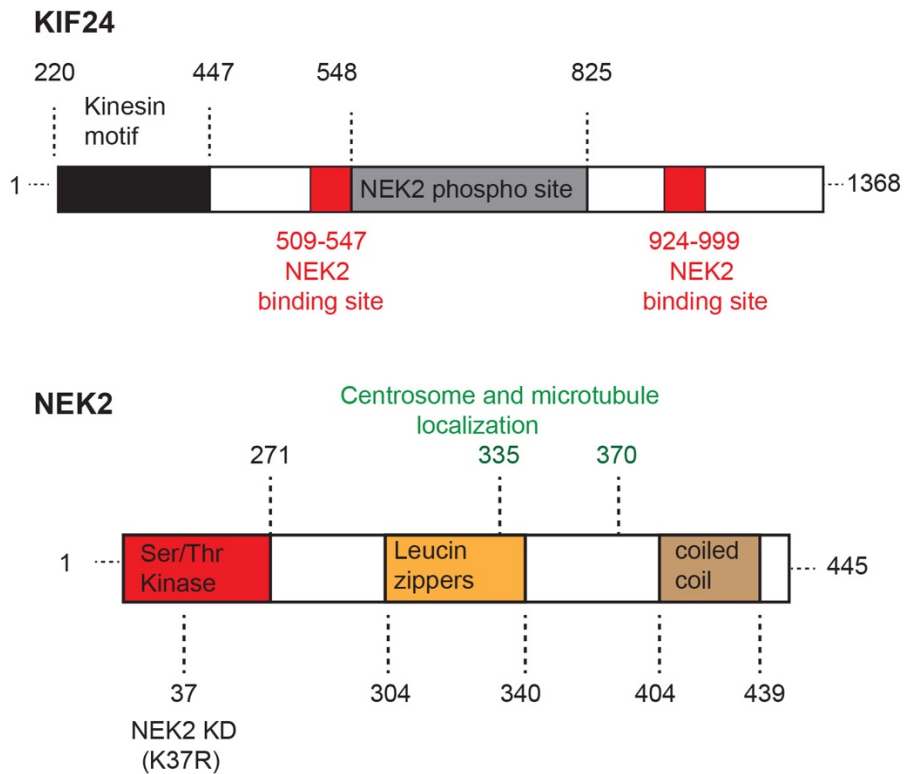 KIF24
220 447 548 825
Kinesin
motif
1 NEK2 phospho site 1368
509-547 924-999
NEK2 NEK2
binding site binding site
NEK2
Centrosome and microtubule
localization
271 335 370
1 Ser/Thr Leucin coiled 445
Kinase zippers coil
37 304 340 404 439
NEK2 KD
(K37R)